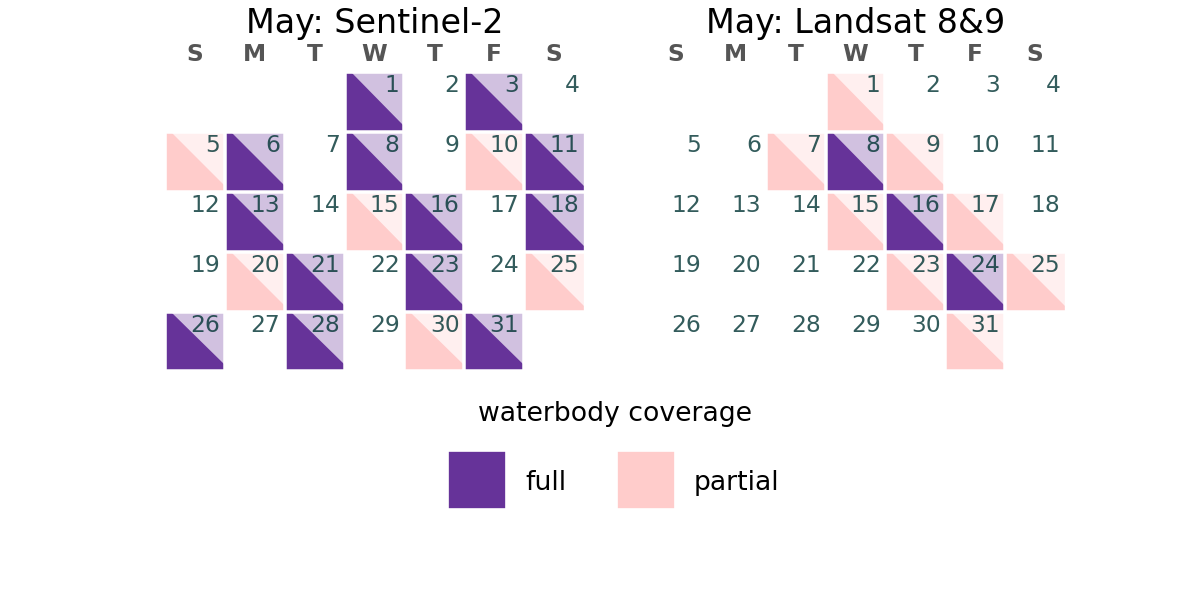 May: Sentinel-2
S M T W T F S
1 2 3 4
5 6 7 8 9 10 11
12 13 14 15 16 17 18
19 20 21 22 23 24 25
26 27 28 29 30 31
May: Landsat 8&9
S M T W T F S
1 2 3 4
5 6 7 8 9 10 11
12 13 14 15 16 17 18
19 20 21 22 23 24 25
26 27 28 29 30 31
waterbody coverage
full partial